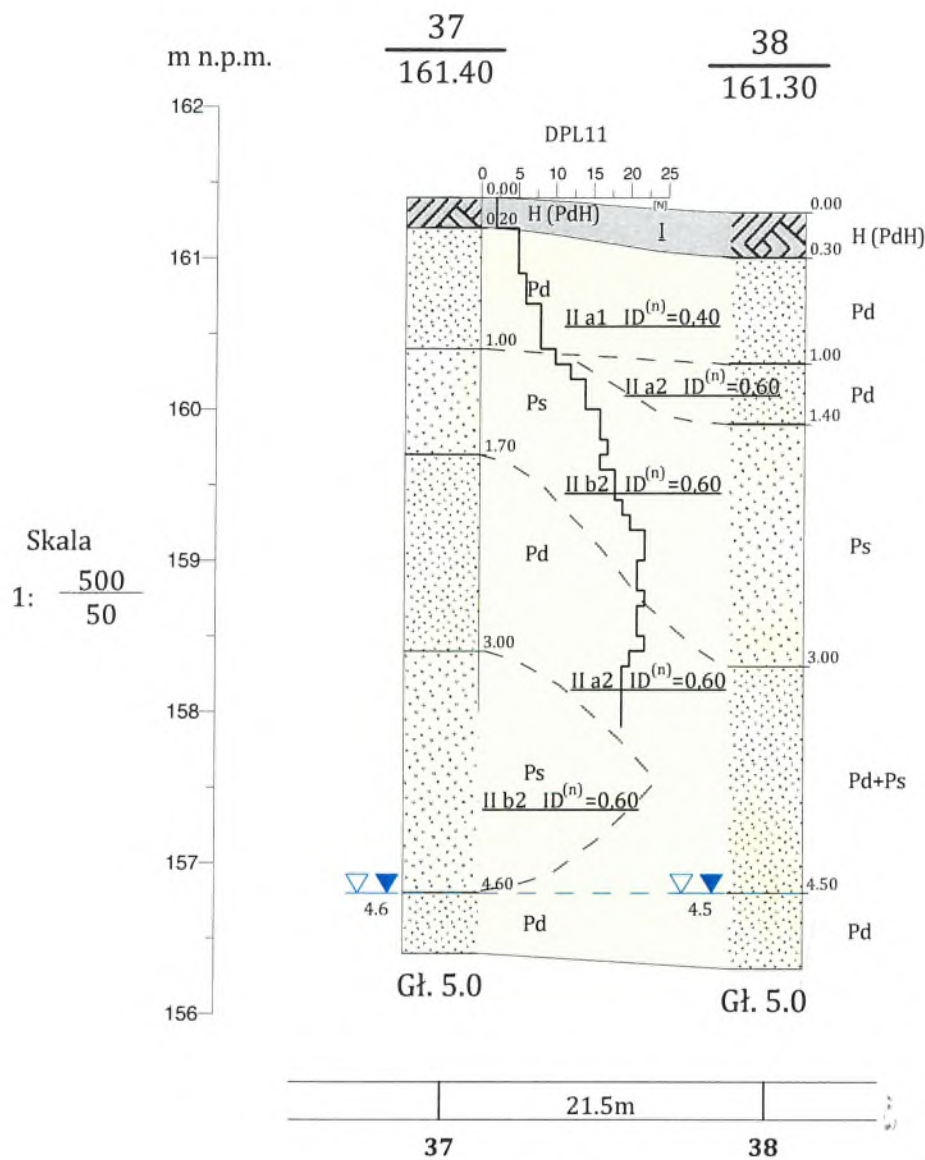 37
161.40
38
161.30
m n.p.m.
162
161
160
159
158
157
156
DPL11
0 5 10 15 20 25
[N]
0.00
0.20
H (PdH)
I
0.00
H (PdH)
0.30
Pd
II a1 ID(n)=0,40
Pd
1.00
1.00
II a2 ID(n)=0,60
Pd
Ps
1.40
1.70
II b2 ID(n)=0,60
Pd
Ps
Skala
1: 500
50
3.00
3.00
II a2 ID(n)=0,60
Ps
Pd+Ps
II b2 ID(n)=0,60
4.60
4.50
4.6
4.5
Pd
Pd
Gł. 5.0
Gł. 5.0
21.5m
37
38